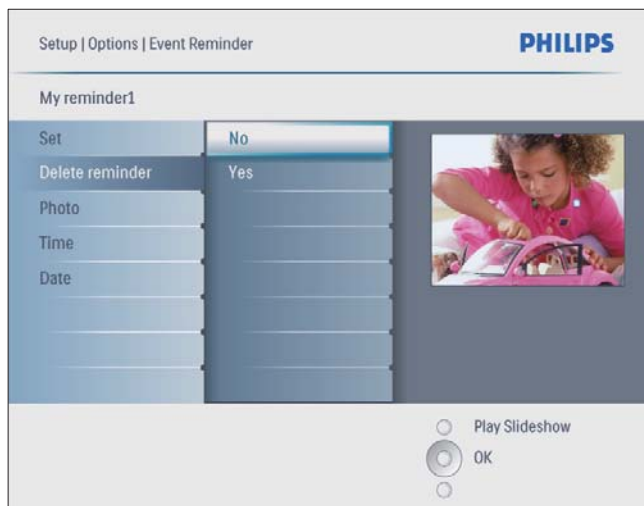 Setup | Options | Event Reminder
PHILIPS
My reminder1
Set
Delete reminder
Photo
Time
Date
No
Yes
Play Slideshow
OK